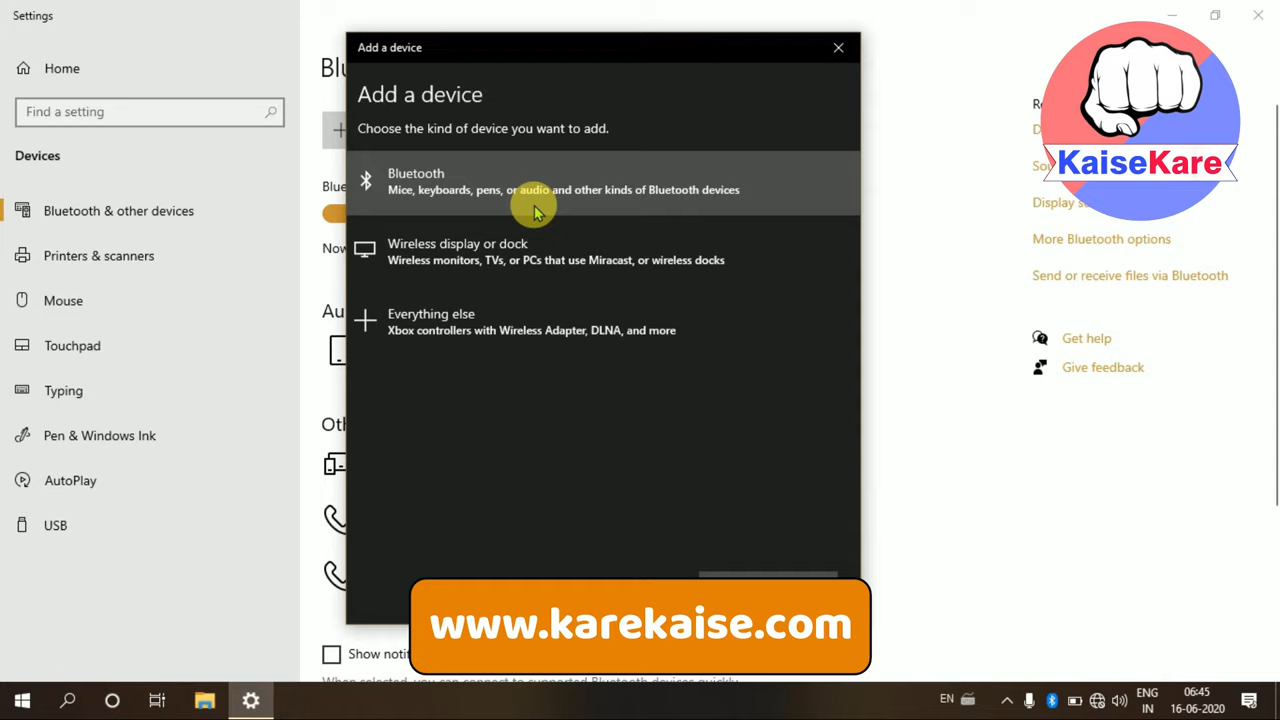 Settings
Home
Find a setting
Devices
Bluetooth & other devices
Printers & scanners
Mouse
Touchpad
Typing
Pen & Windows Ink
AutoPlay
USB
Add a device
Add a device
Choose the kind of device you want to add.
Bluetooth
Mice, keyboards, pens, or audio and other kinds of Bluetooth devices
Wireless display or dock
Wireless monitors, TVs, or PCs that use Miracast, or wireless docks
Everything else
Xbox controllers with Wireless Adapter, DLNA, and more
KaiseKare
More Bluetooth options
Send or receive files via Bluetooth
Get help
Give feedback
www.karekaise.com
Show
EN
ENG
IN
06:45
16-06-2020